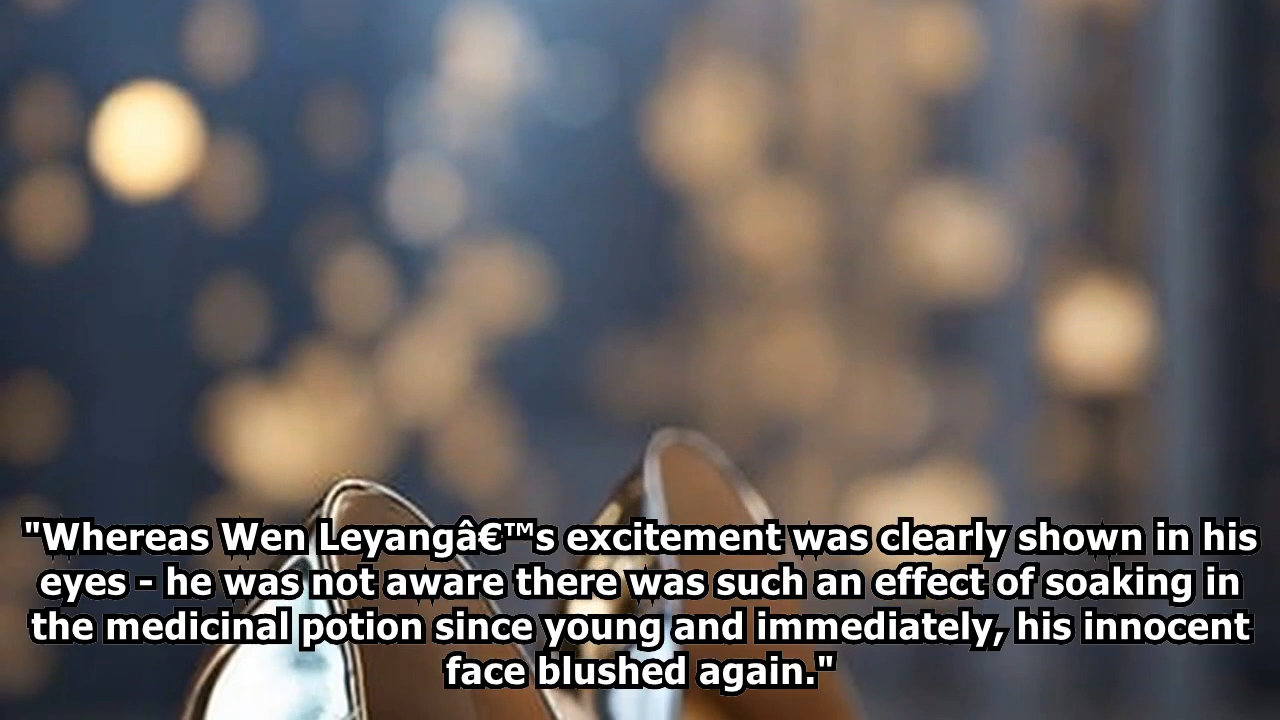 "Whereas Wen Leyangâ€™s excitement was clearly shown in his
eyes - he was not aware there was such an effect of soaking in
the medicinal potion since young and immediately, his innocent
face blushed again."